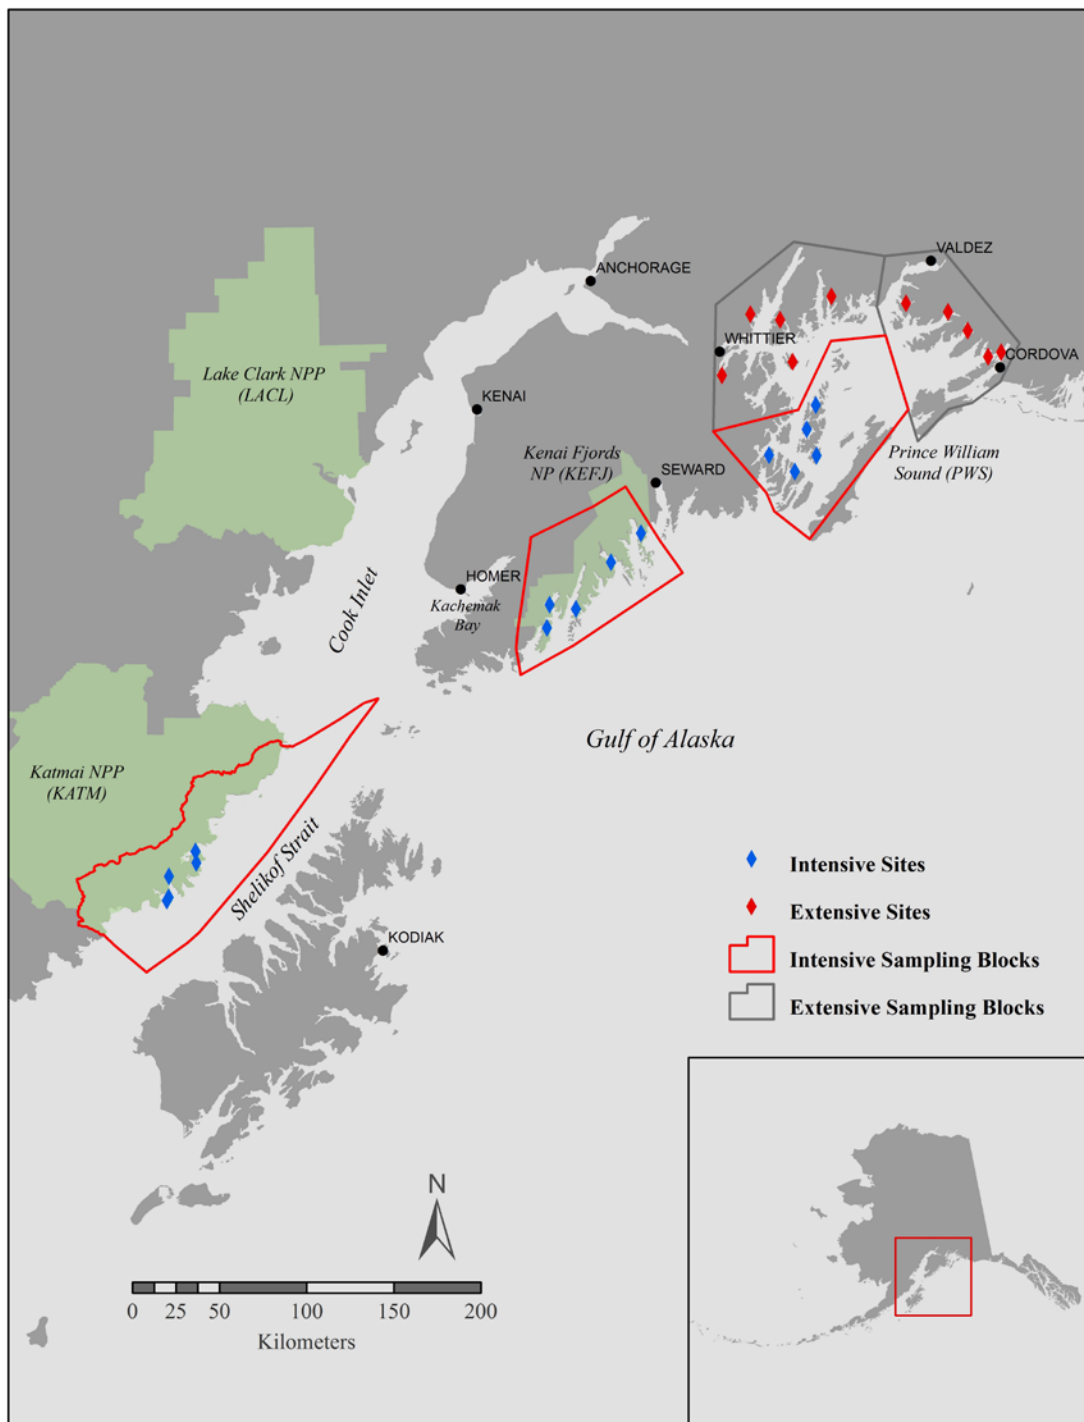 VALDEZ
ANCHORAGE
WHITTIER
CORDOVA
Lake Clark NPP
(LACL)
KENAI
Kenai Fjords
NP (KEFJ)
SEWARD
Prince William
Sound (PWS)
HOMER
Kachemak
Bay
Cook Inlet
Gulf of Alaska
Katmai NPP
(KATM)
Shelikof Strait
KODIAK
Intensive Sites
Extensive Sites
Intensive Sampling Blocks
Extensive Sampling Blocks
N
0 25 50 100 150 200
Kilometers